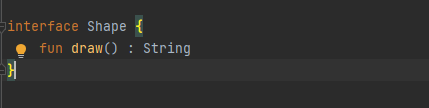 interface Shape {
    fun draw() : String
}